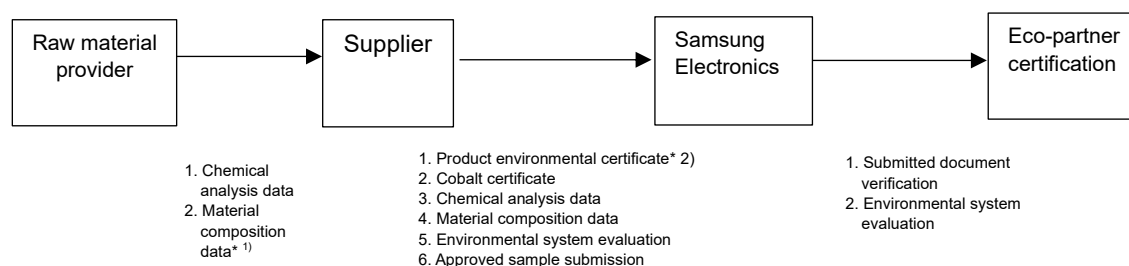 Raw material
provider
Supplier
Samsung
Electronics
Eco-partner
certification
1. Chemical
analysis data
2. Material
composition
data* 1)
1. Product environmental certificate* 2)
2. Cobalt certificate
3. Chemical analysis data
4. Material composition data
5. Environmental system evaluation
6. Approved sample submission
1. Submitted document
verification
2. Environmental system
evaluation